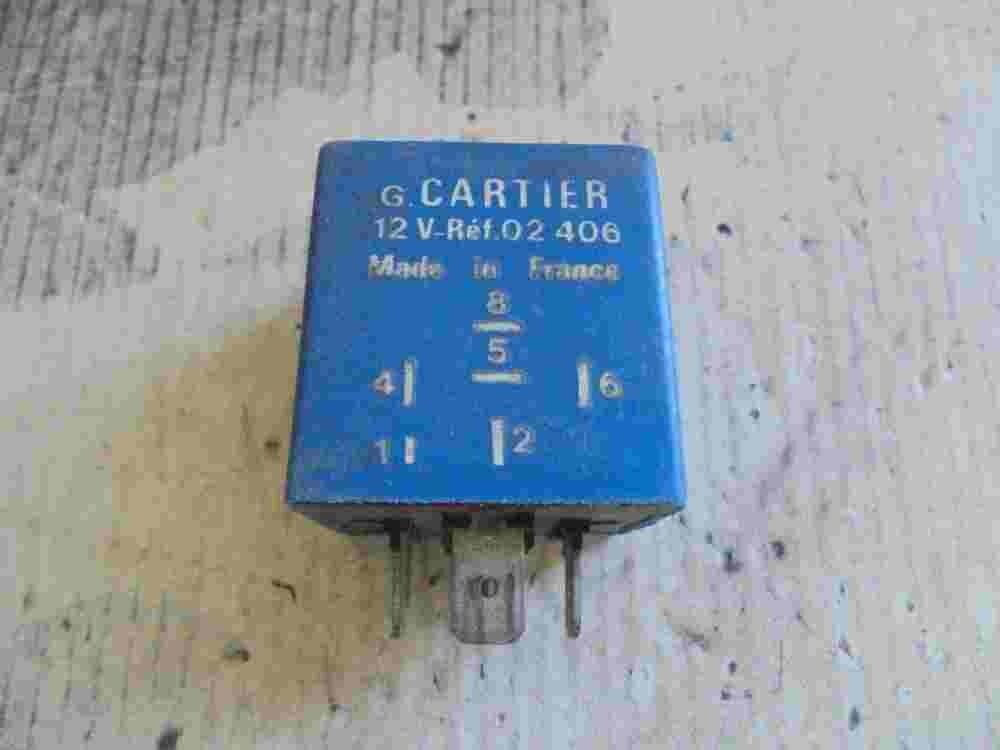 G. CARTIER
12 V-Réf.02 406
Made in France
8
5
4 6
1 2